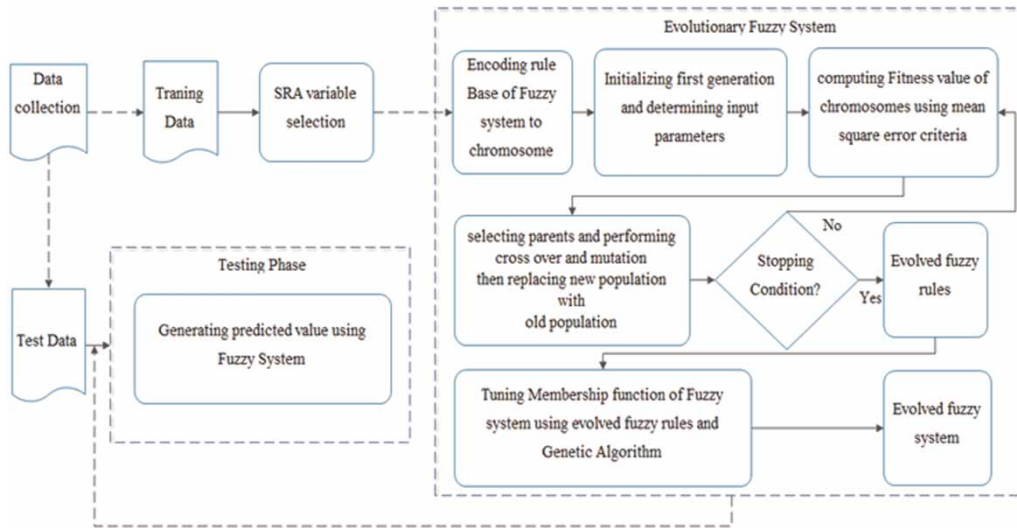 Evolutionary Fuzzy System
Data
collection
Traning
Data
SRA variable
selection
Encoding rule
Base of Fuzzy
system to
chromosome
Initializing first generation
and determining input
parameters
computing Fitness value of
chromosomes using mean
square error criteria
selecting parents and performing
cross over and mutation
then replacing new population
with
old population
Stopping
Condition?
No
Yes
Evolved fuzzy
rules
Testing Phase
Test Data
Generating predicted value using
Fuzzy System
Tuning Membership function of Fuzzy
system using evolved fuzzy rules and
Genetic Algorithm
Evolved fuzzy
system